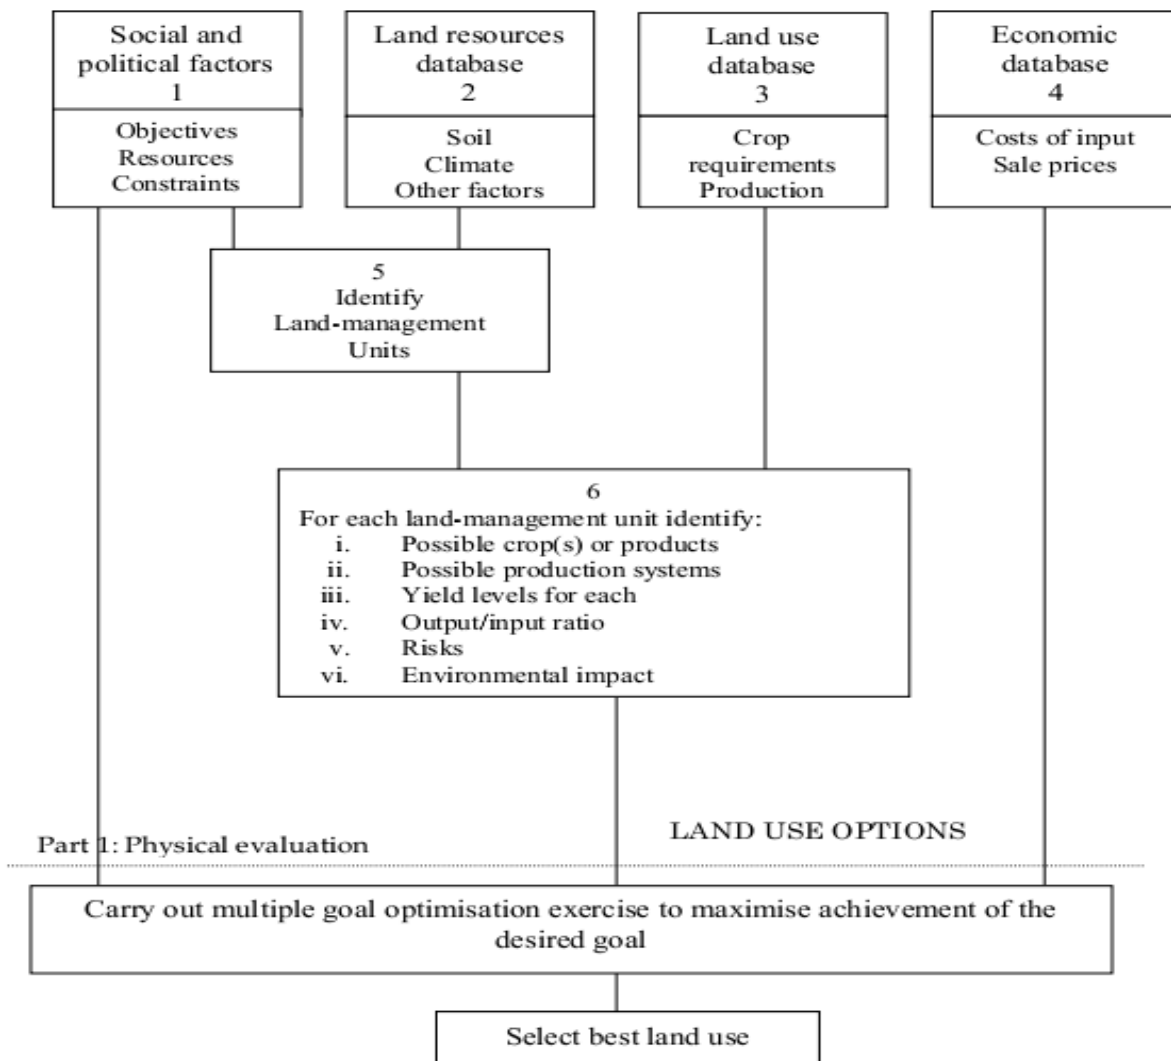 Social and
political factors
1
Objectives
Resources
Constraints
Land resources
database
2
Soil
Climate
Other factors
Land use
database
3
Crop
requirements
Production
Economic
database
4
Costs of input
Sale prices
5
Identify
Land-management
Units
6
For each land-management unit identify:
i. Possible crop(s) or products
ii. Possible production systems
iii. Yield levels for each
iv. Output/input ratio
v. Risks
vi. Environmental impact
LAND USE OPTIONS
Part 1: Physical evaluation
Carry out multiple goal optimisation exercise to maximise achievement of the
desired goal
Select best land use